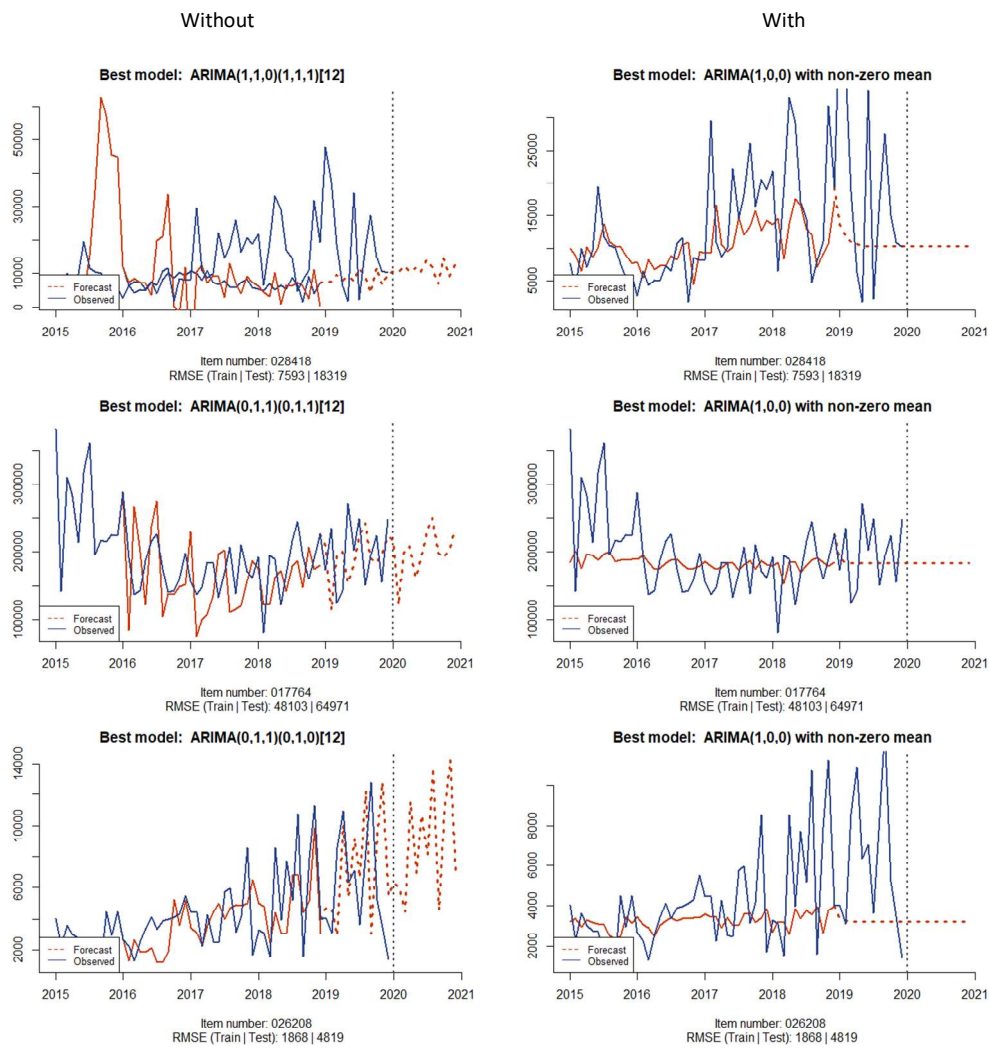 Without
With
Best model:  ARIMA(1,1,0)(1,1,1)[12]
50000
30000
10000
0
Forecast
Observed
2015 2016 2017 2018 2019 2020 2021
Item number: 028418
RMSE (Train | Test): 7593 | 18319
Best model:  ARIMA(1,0,0) with non-zero mean
25000
15000
5000
Forecast
Observed
2015 2016 2017 2018 2019 2020 2021
Item number: 028418
RMSE (Train | Test): 7593 | 18319
Best model:  ARIMA(0,1,1)(0,1,1)[12]
300000
200000
100000
Forecast
Observed
2015 2016 2017 2018 2019 2020 2021
Item number: 017764
RMSE (Train | Test): 48103 | 64971
Best model:  ARIMA(1,0,0) with non-zero mean
300000
200000
100000
Forecast
Observed
2015 2016 2017 2018 2019 2020 2021
Item number: 017764
RMSE (Train | Test): 48103 | 64971
Best model:  ARIMA(0,1,1)(0,1,0)[12]
14000
10000
6000
2000
Forecast
Observed
2015 2016 2017 2018 2019 2020 2021
Item number: 026208
RMSE (Train | Test): 1868 | 4819
Best model:  ARIMA(1,0,0) with non-zero mean
8000
6000
4000
2000
Forecast
Observed
2015 2016 2017 2018 2019 2020 2021
Item number: 026208
RMSE (Train | Test): 1868 | 4819